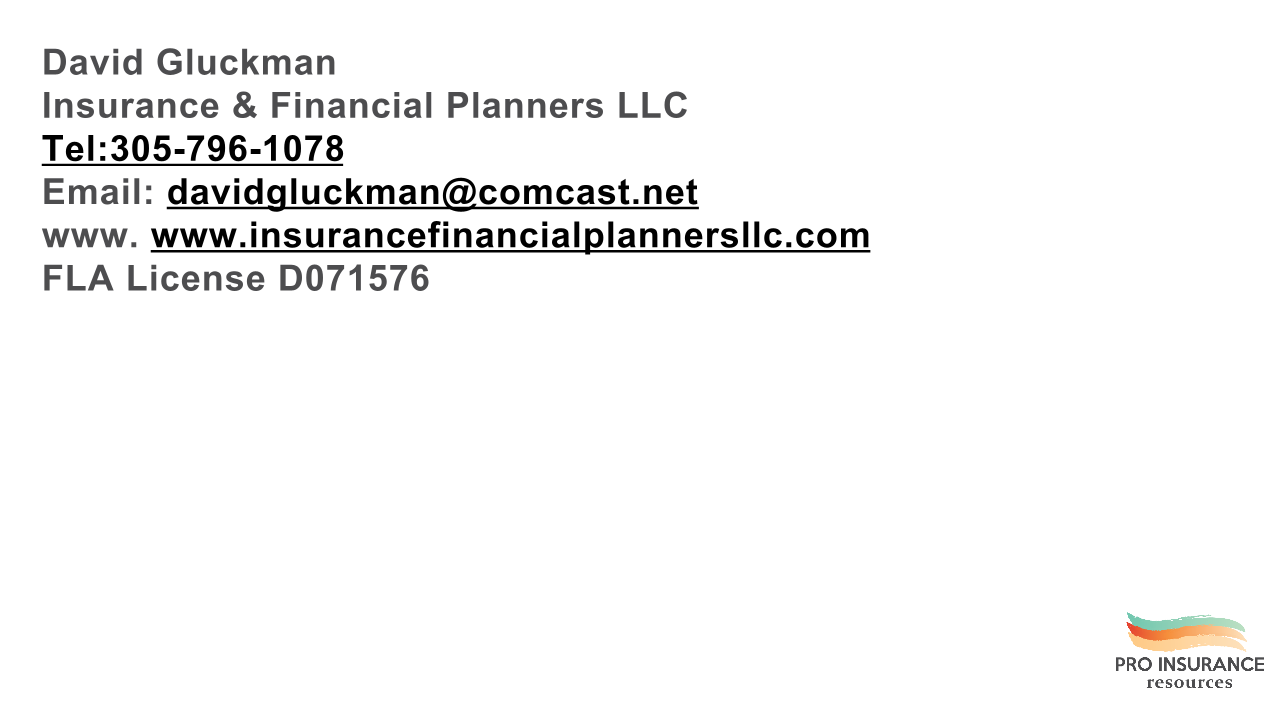 David Gluckman
Insurance & Financial Planners LLC
Tel:305-796-1078
Email: davidgluckman@comcast.net
www. www.insurancefinancialplannersllc.com
FLA License D071576
PRO INSURANCE
resources